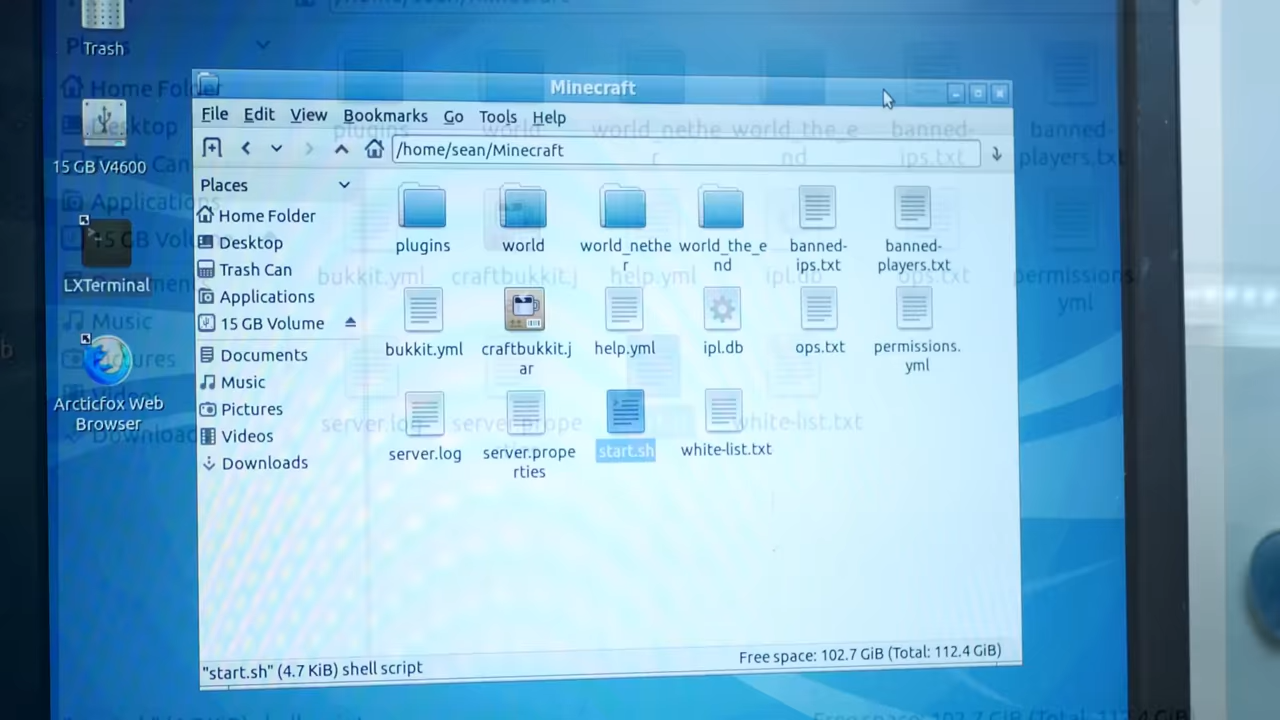 Trash
15 GB V4600
LXTerminal
Arcticfox Web
Browser
Minecraft
File Edit View Bookmarks Go Tools Help
/home/sean/Minecraft
Places
Home Folder
Desktop
Trash Can
Applications
15 GB Volume
Documents
Music
Pictures
Videos
Downloads
plugins
world
world_nethe
r
world_the_e
nd
banned-
ips.txt
banned-
players.txt
bukkit.yml
craftbukkit.j
ar
help.yml
ipl.db
ops.txt
permissions.
yml
server.log
server.prope
rties
start.sh
white-list.txt
"start.sh" (4.7 KiB) shell script
Free space: 102.7 GiB (Total: 112.4 GiB)